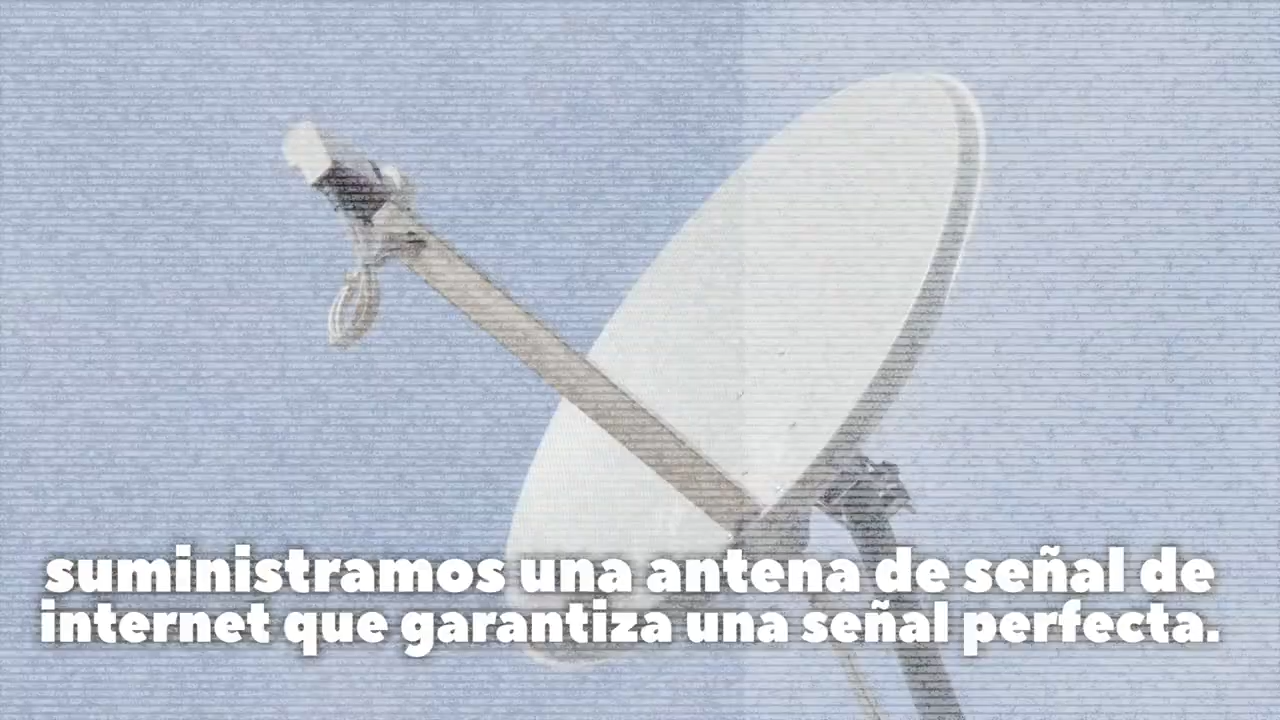 suministramos una antena de señal de
internet que garantiza una señal perfecta.